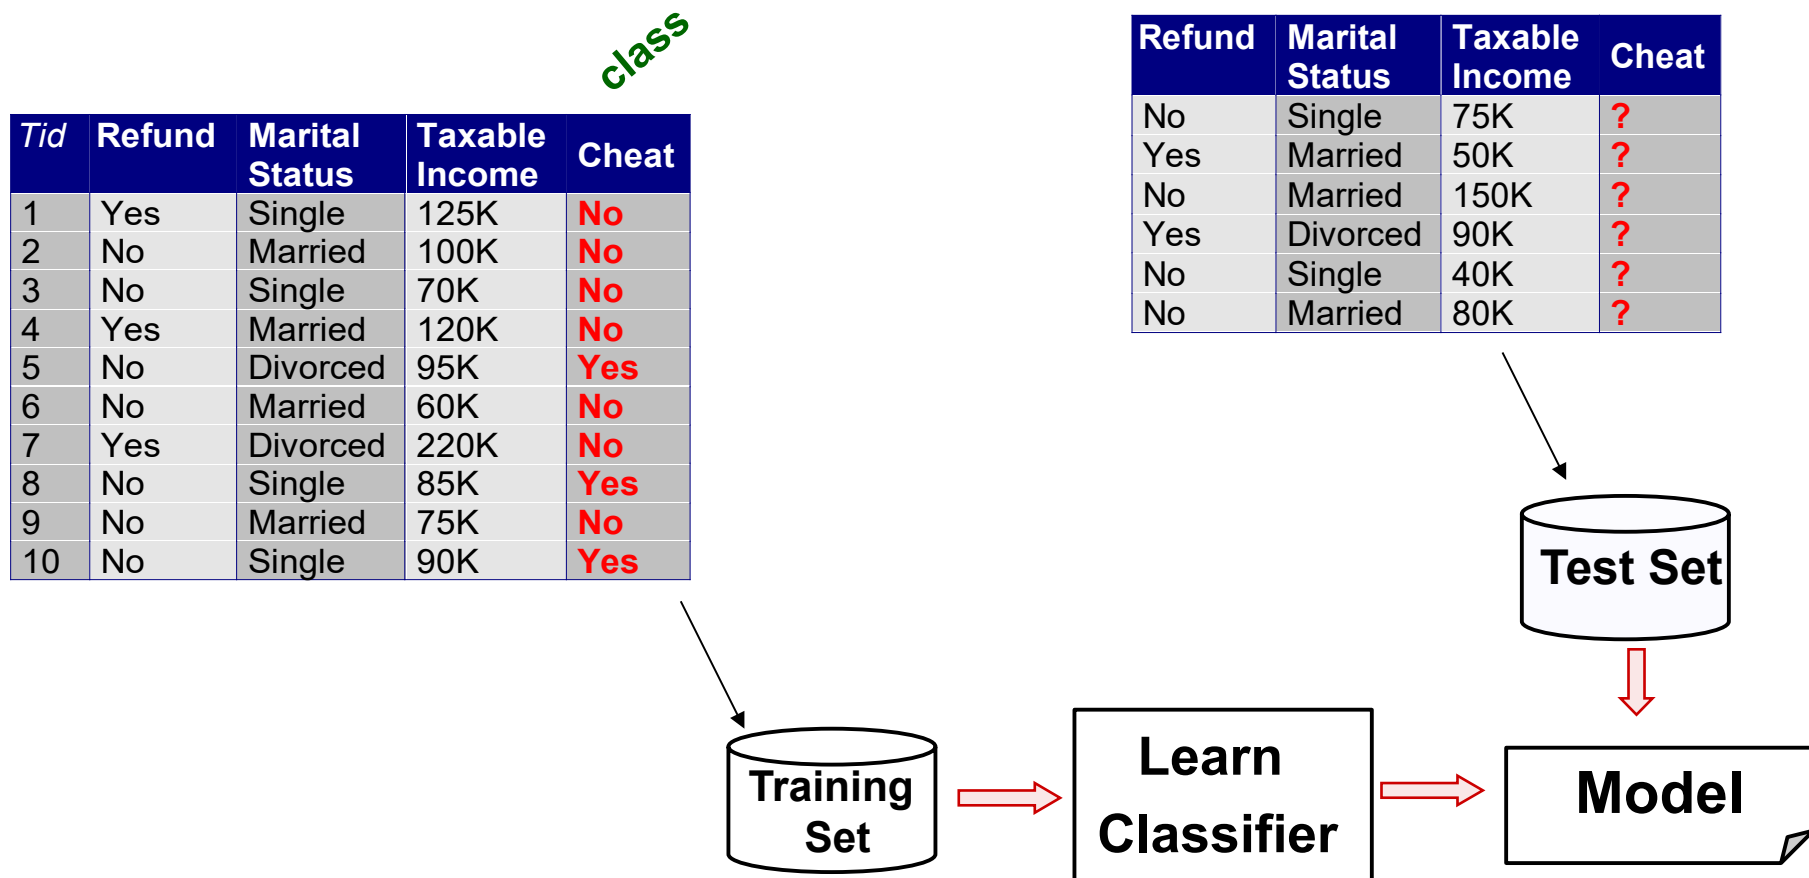 class
Tid Refund Marital Status Taxable Income Cheat
1 Yes Single 125K No
2 No Married 100K No
3 No Single 70K No
4 Yes Married 120K No
5 No Divorced 95K Yes
6 No Married 60K No
7 Yes Divorced 220K No
8 No Single 85K Yes
9 No Married 75K No
10 No Single 90K Yes
Refund Marital Status Taxable Income Cheat
No Single 75K ?
Yes Married 50K ?
No Married 150K ?
Yes Divorced 90K ?
No Single 40K ?
No Married 80K ?
Test Set
Training
Set
Learn
Classifier
Model